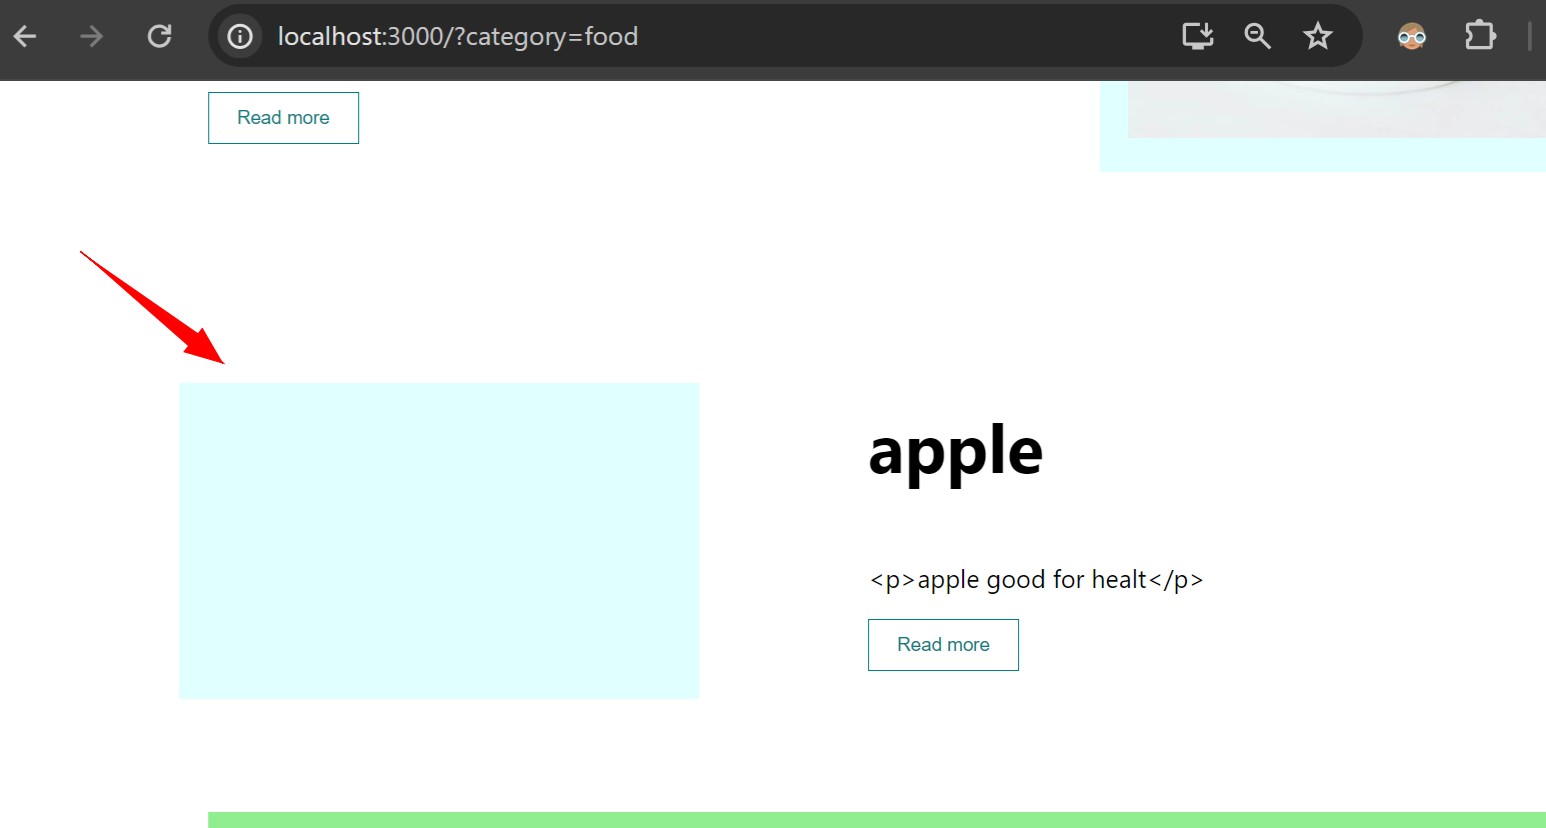 localhost:3000/?category=food
Read more
apple
<p>apple good for healt</p>
Read more